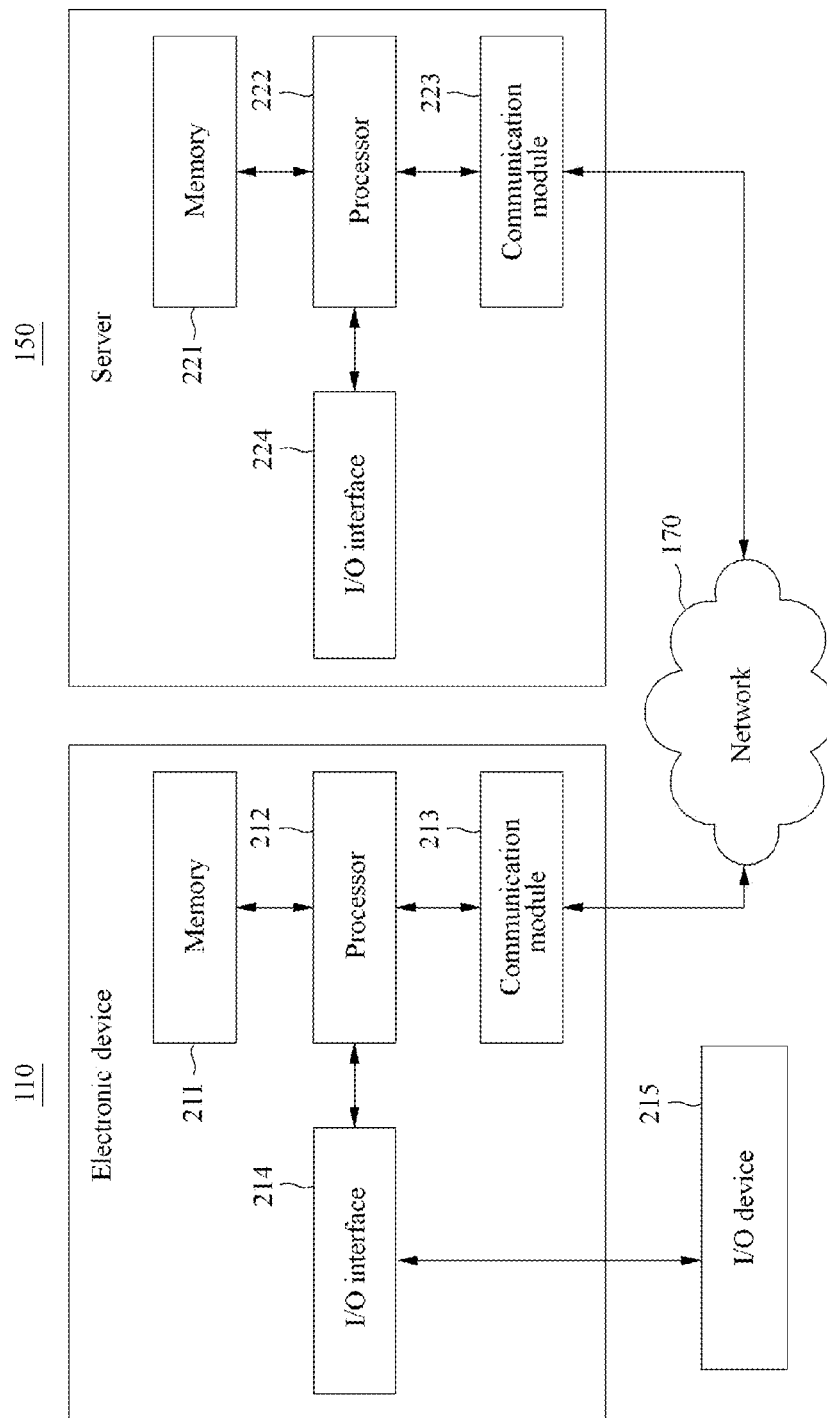 110
Electronic device
Memory
211
Processor
212
I/O interface
214
Communication
module
213
I/O device
215
150
Server
Memory
221
Processor
222
I/O interface
224
Communication
module
223
Network
170